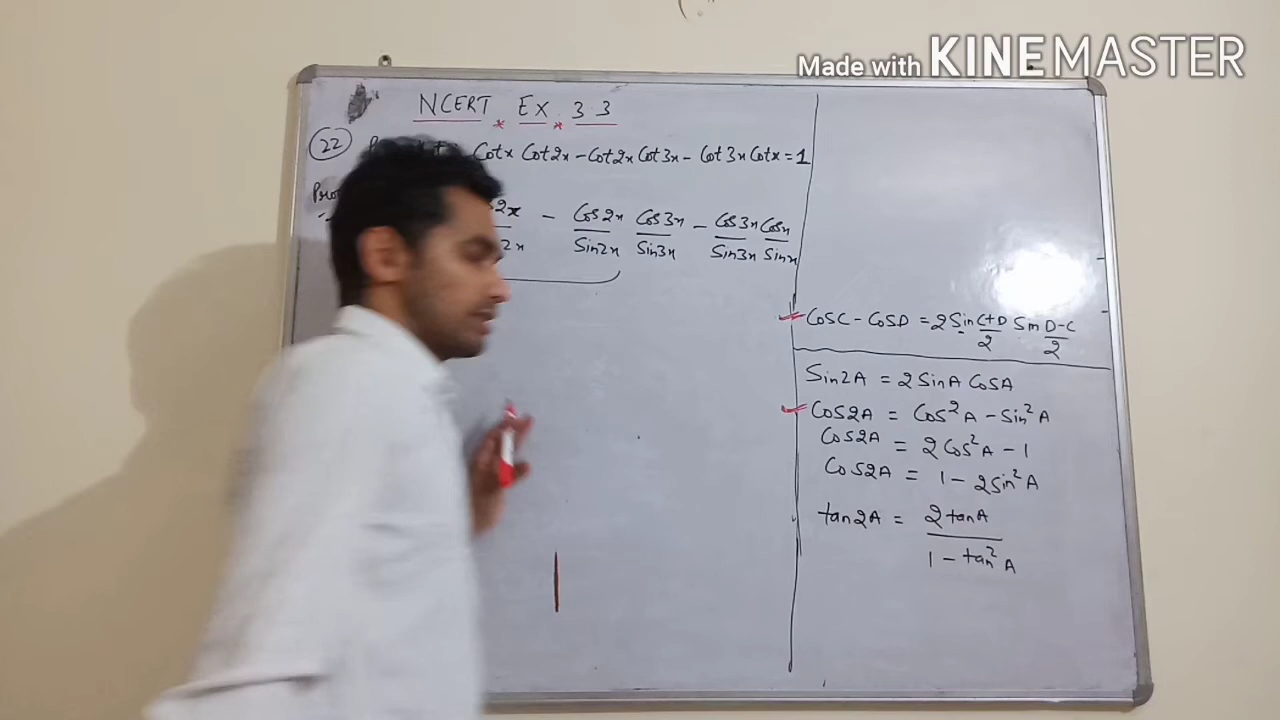 Made with KINEMASTER
NCERT EX 3.3
22 Cotx Cot2x - Cot2x Cot3x - Cot3x Cotx = 1
2x/2x - Cos2x/Sin2x Cos3x/Sin3x - Cos3x/Sin3x Cosx/Sinx
CosC - CosD = 2 Sin C+D/2 Sin D-C/2
Sin2A = 2 SinA CosA
Cos2A = Cos²A - Sin²A
Cos2A = 2Cos²A - 1
Cos2A = 1 - 2Sin²A
tan2A = 2tanA/1 - tan²A